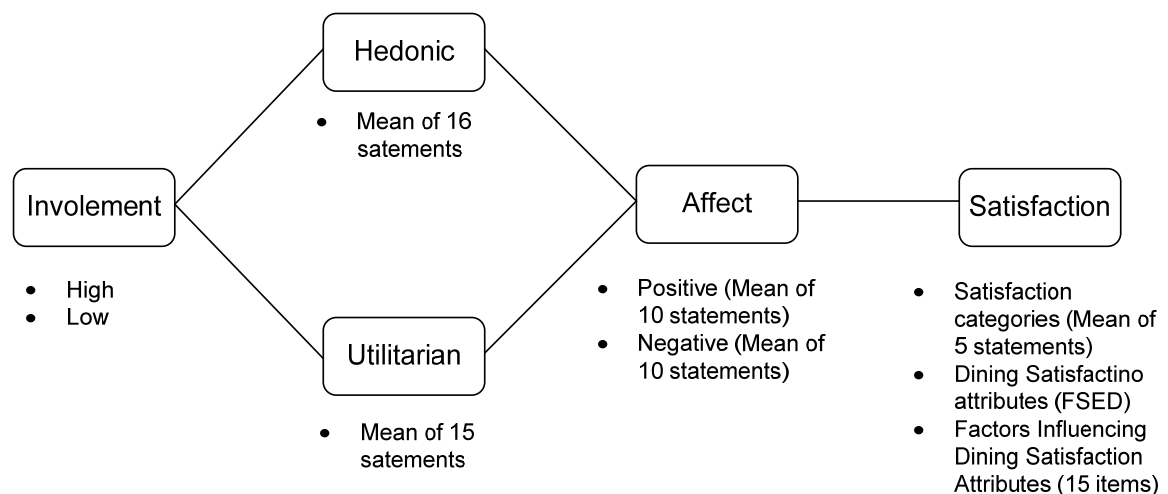 Hedonic
• Mean of 16
satements
Involement
• High
• Low
Utilitarian
• Mean of 15
satements
Affect
• Positive (Mean of
10 statements)
• Negative (Mean of
10 statements)
Satisfaction
• Satisfaction
categories (Mean of
5 statements)
• Dining Satisfactino
attributes (FSED)
• Factors Influencing
Dining Satisfaction
Attributes (15 items)